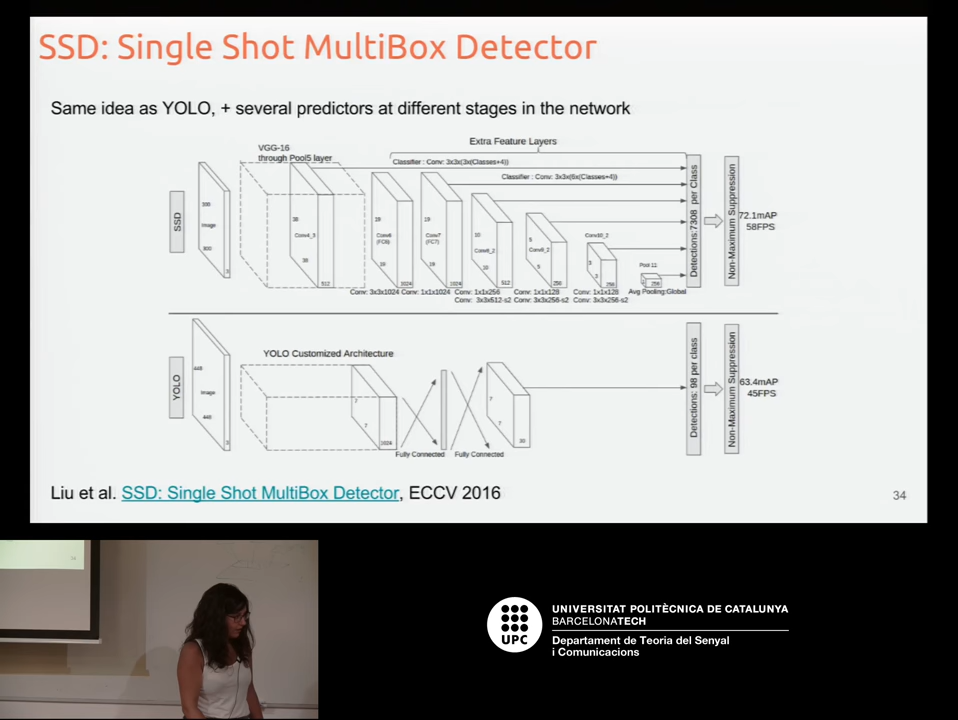 SSD: Single Shot MultiBox Detector
Same idea as YOLO, + several predictors at different stages in the network
Extra Feature Layers
VGG-16
through Pool5 layer
Classifier : Conv: 3x3x(3x(Classes+4))
Classifier : Conv: 3x3x(6x(Classes+4))
SSD
300
Image
300
3
38
Conv4_3
38
512
19
Conv6
(FC6)
19
1024
19
Conv7
(FC7)
19
1024
10
Conv8_2
10
512
5
Conv9_2
5
256
Conv10_2
3
3
256
Pool 11
256
Conv: 3x3x1024
Conv: 1x1x1024
Conv: 1x1x256
Conv: 3x3x512-s2
Conv: 1x1x128
Conv: 3x3x256-s2
Conv: 1x1x128
Conv: 3x3x256-s2
Avg Pooling:Global
Detections:7308 per Class
Non-Maximum Suppression
72.1mAP
58FPS
YOLO
448
Image
448
3
YOLO Customized Architecture
7
7
1024
Fully Connected
Fully Connected
7
7
30
Detections: 98 per class
Non-Maximum Suppression
63.4mAP
45FPS
Liu et al. SSD: Single Shot MultiBox Detector, ECCV 2016
34
UPC
UNIVERSITAT POLITÈCNICA DE CATALUNYA
BARCELONATECH
Departament de Teoria del Senyal
i Comunicacions